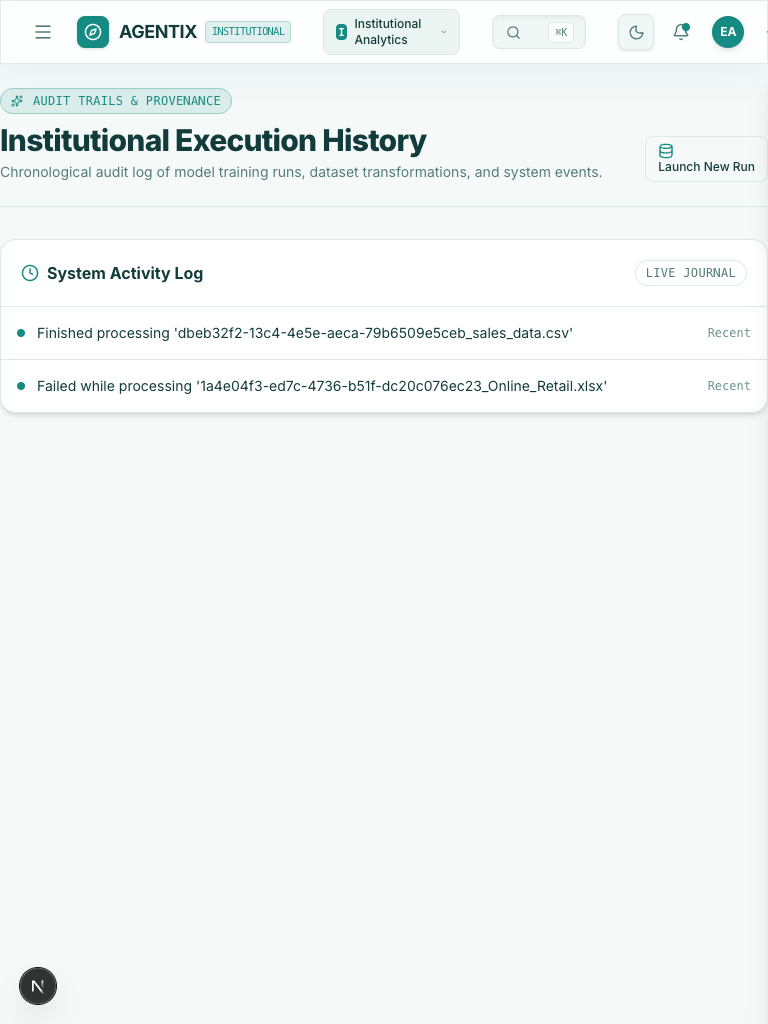 AGENTIX
INSTITUTIONAL
I
Institutional
Analytics
⌘K
EA
AUDIT TRAILS & PROVENANCE
Institutional Execution History
Chronological audit log of model training runs, dataset transformations, and system events.
Launch New Run
System Activity Log
LIVE JOURNAL
Finished processing 'dbeb32f2-13c4-4e5e-aeca-79b6509e5ceb_sales_data.csv'
Recent
Failed while processing '1a4e04f3-ed7c-4736-b51f-dc20c076ec23_Online_Retail.xlsx'
Recent
N